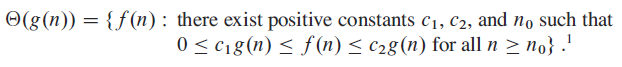 Θ(g(n)) = {f(n) : there exist positive constants c₁, c₂, and n₀ such that
0 ≤ c₁g(n) ≤ f(n) ≤ c₂g(n) for all n ≥ n₀} .¹